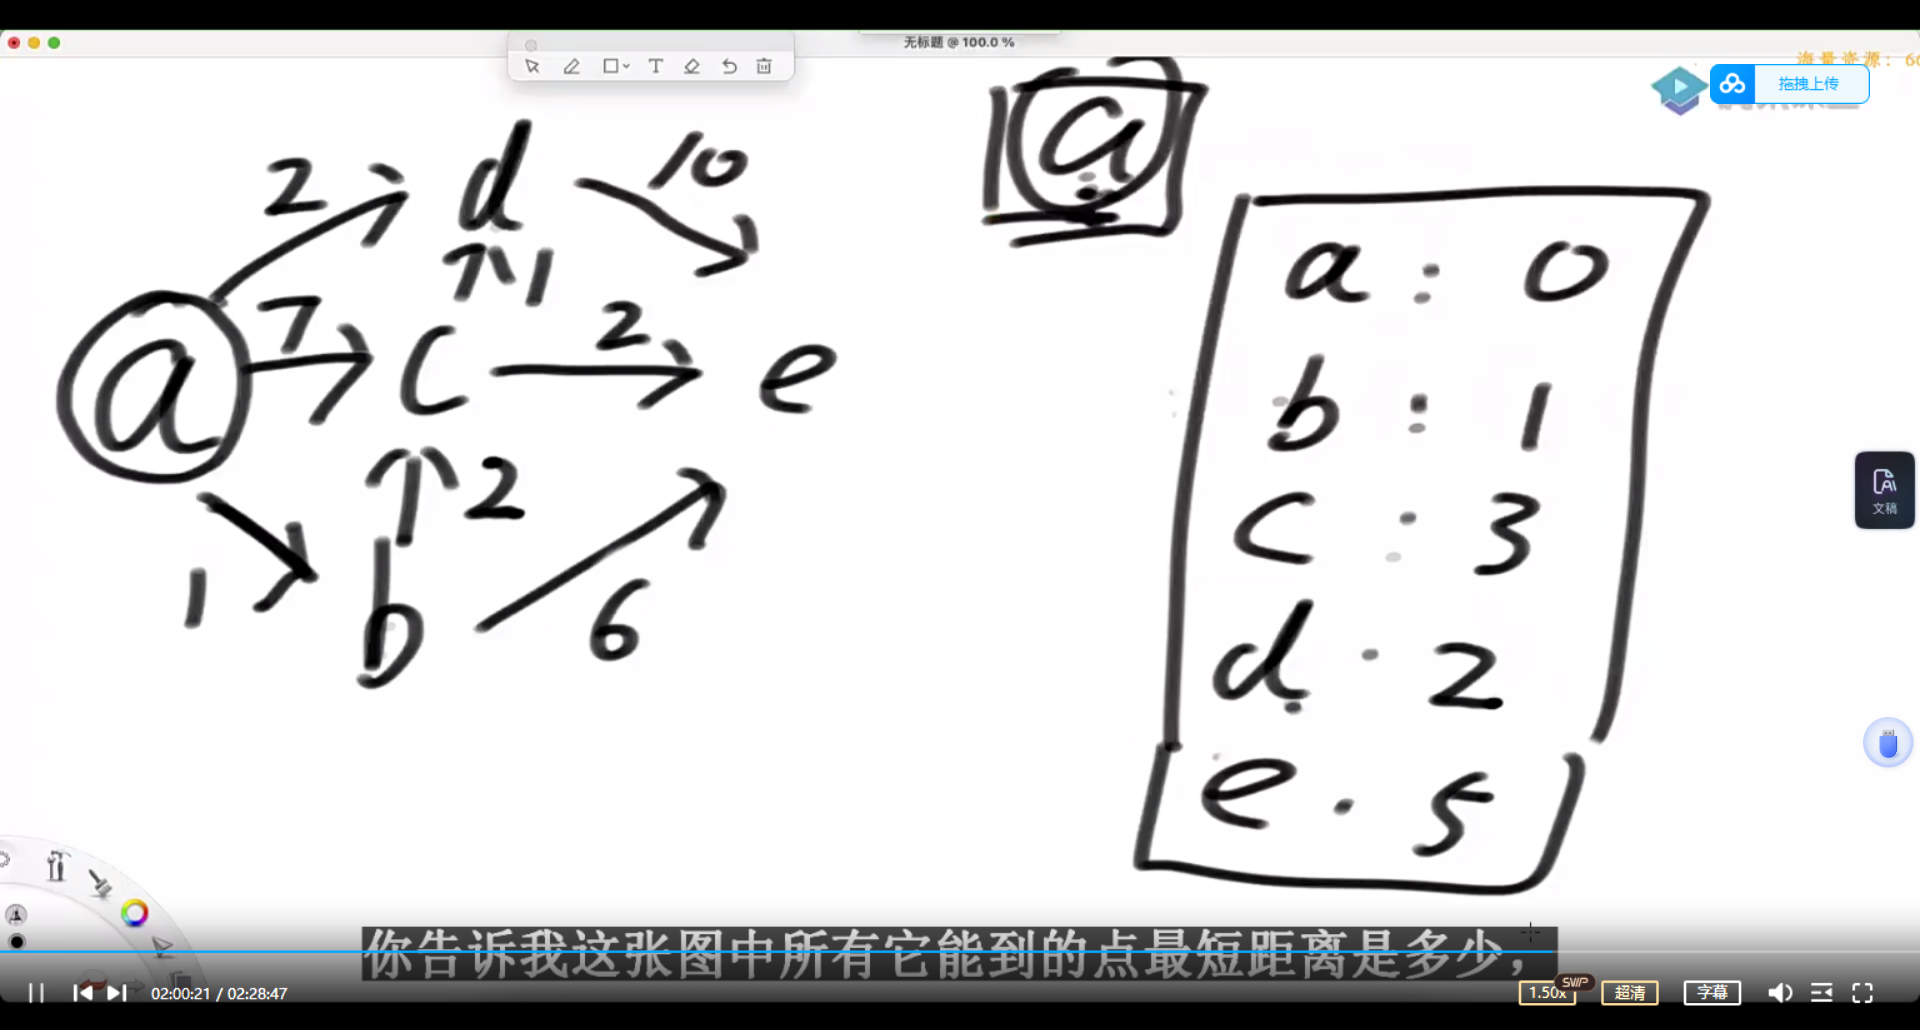 无标题 @ 100.0 %
海量资源：
拖拽上传
a
2
d
10
1
7
c
2
e
a
2
b
1
6
a : 0
b : 1
c : 3
d : 2
e · 5
文稿
你告诉我这张图中所有它能到的点最短距离是多少，
02:00:21 / 02:28:47
1.50x
SVIP
超清
字幕